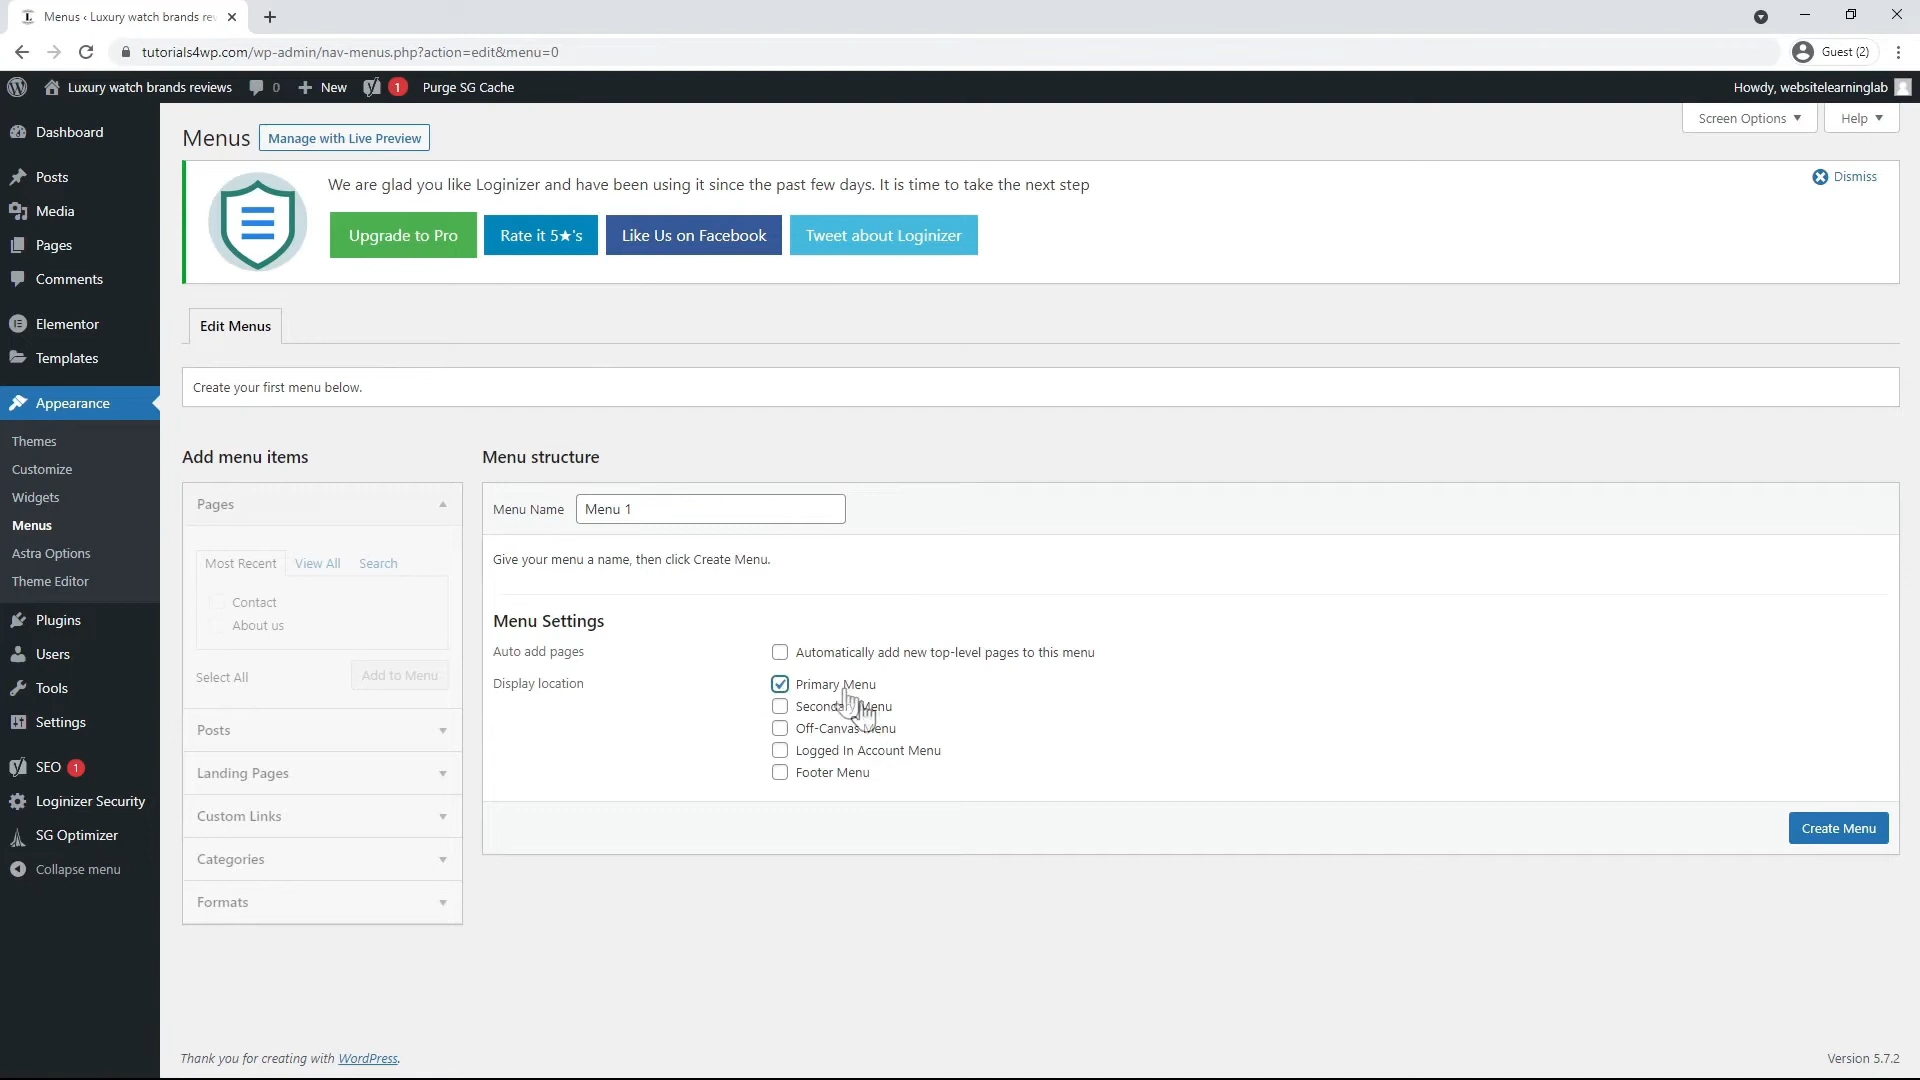 Menus ‹ Luxury watch brands rev
tutorials4wp.com/wp-admin/nav-menus.php?action=edit&menu=0
Guest (2)
Luxury watch brands reviews
0
New
1
Purge SG Cache
Howdy, websitelearninglab
Dashboard
Posts
Media
Pages
Comments
Elementor
Templates
Appearance
Themes
Customize
Widgets
Menus
Astra Options
Theme Editor
Plugins
Users
Tools
Settings
SEO 1
Loginizer Security
SG Optimizer
Collapse menu
Menus
Manage with Live Preview
Screen Options
Help
We are glad you like Loginizer and have been using it since the past few days. It is time to take the next step
Dismiss
Upgrade to Pro
Rate it 5★'s
Like Us on Facebook
Tweet about Loginizer
Edit Menus
Create your first menu below.
Add menu items
Pages
Most Recent
View All
Search
Contact
About us
Select All
Add to Menu
Posts
Landing Pages
Custom Links
Categories
Formats
Menu structure
Menu Name
Menu 1
Give your menu a name, then click Create Menu.
Menu Settings
Auto add pages
Automatically add new top-level pages to this menu
Display location
Primary Menu
Secondary Menu
Off-Canvas Menu
Logged In Account Menu
Footer Menu
Create Menu
Thank you for creating with WordPress.
Version 5.7.2